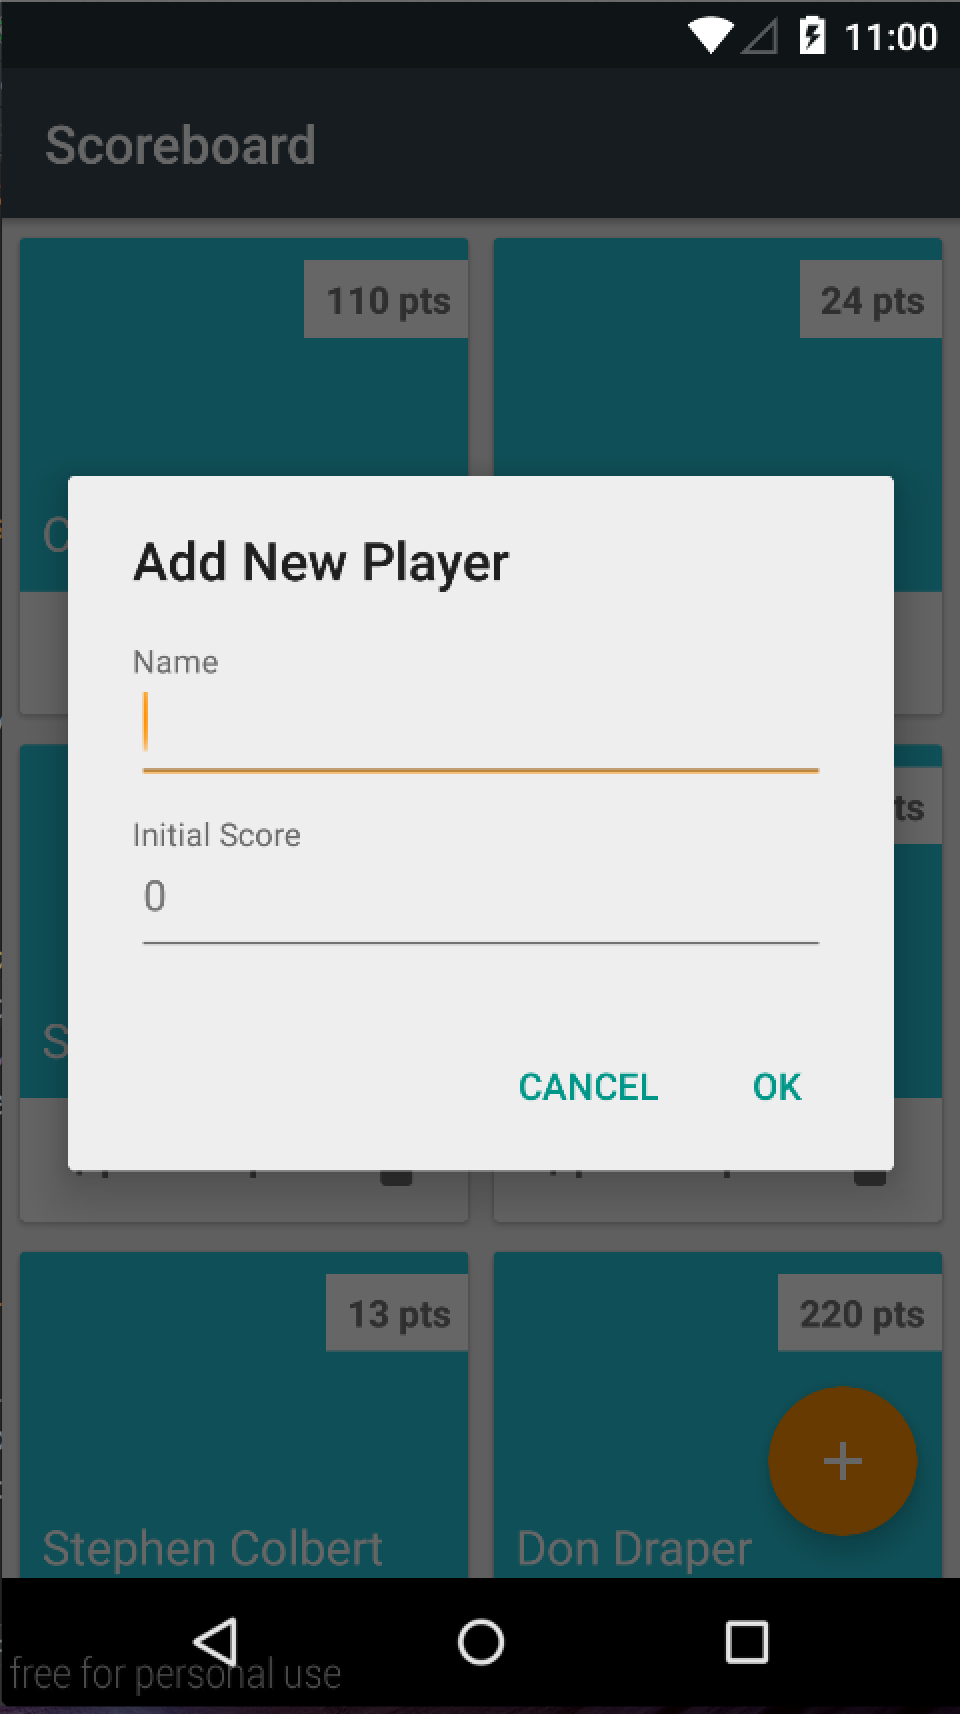 11:00
Scoreboard
110 pts
24 pts
Add New Player
Name
Initial Score
0
CANCEL
OK
13 pts
220 pts
+
Stephen Colbert
Don Draper
free for personal use